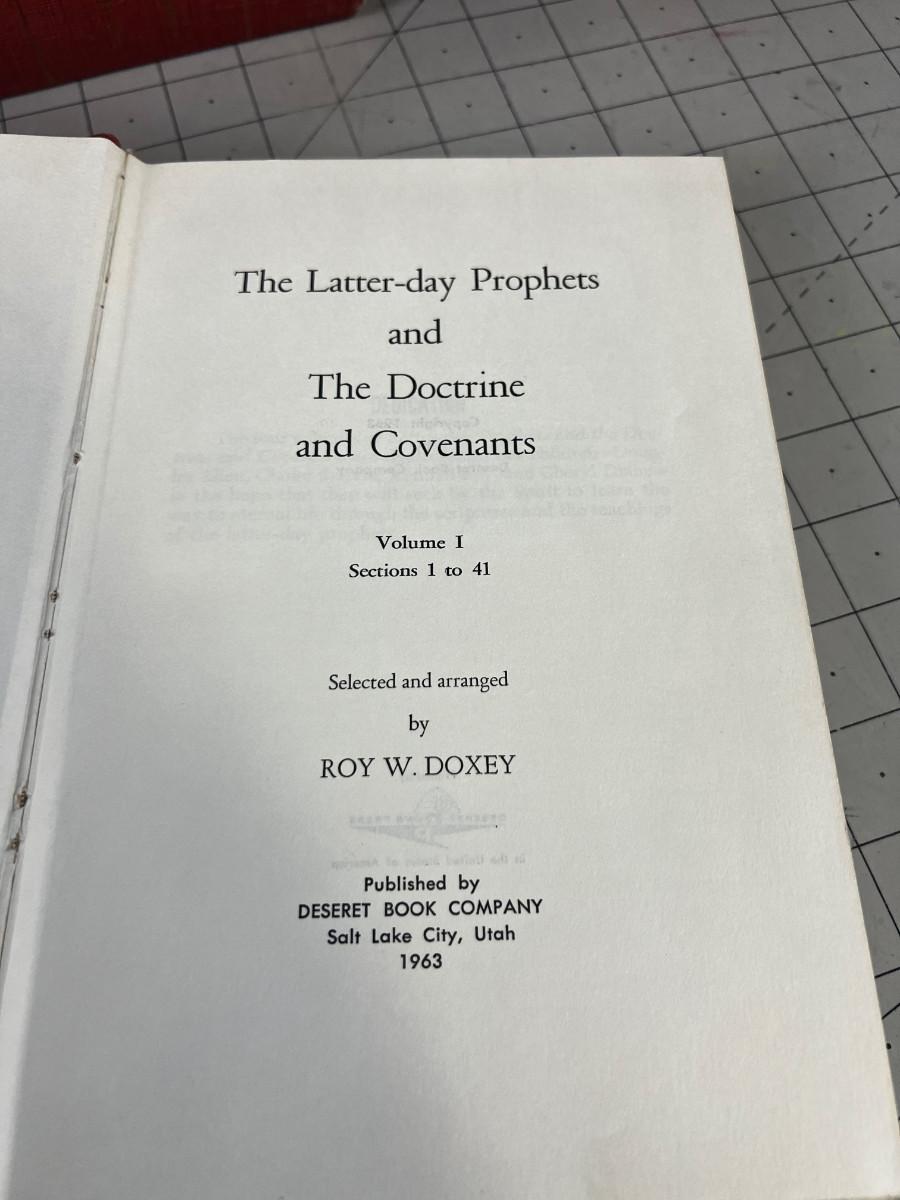 The Latter-day Prophets
and
The Doctrine
and Covenants
Volume I
Sections 1 to 41
Selected and arranged
by
ROY W. DOXEY
Published by
DESERET BOOK COMPANY
Salt Lake City, Utah
1963